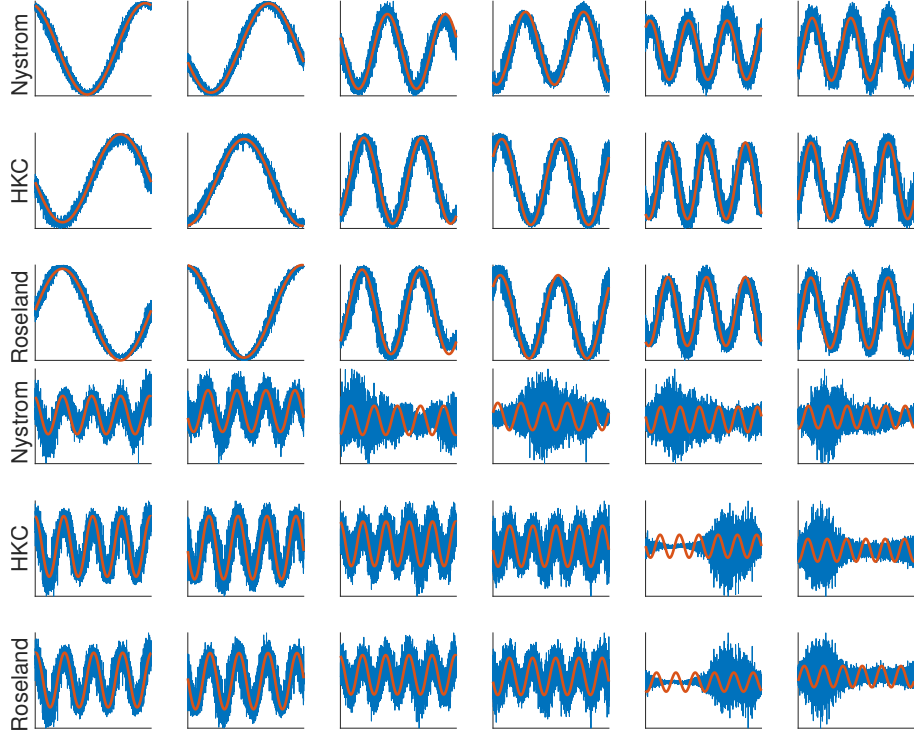 Nystrom
HKC
Roseland
Nystrom
HKC
Roseland